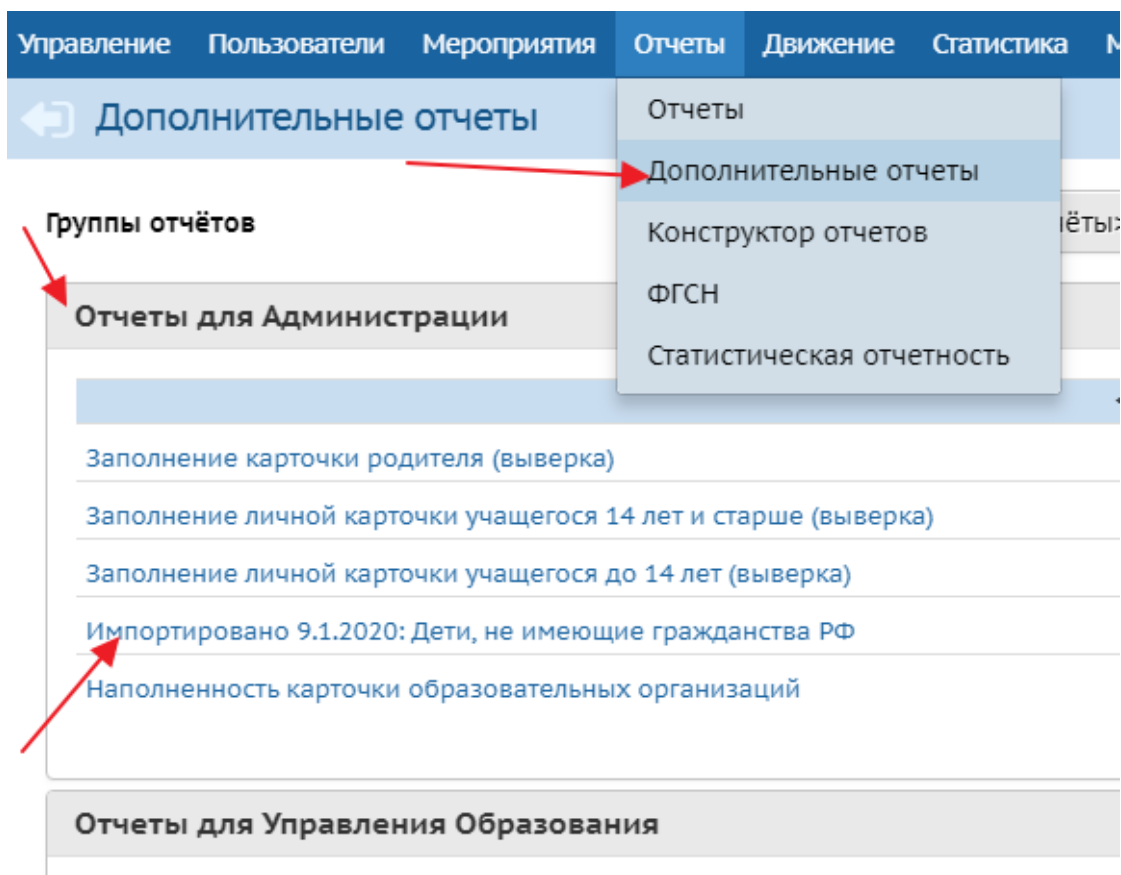 Управление Пользователи Мероприятия Отчеты Движение Статистика
Дополнительные отчеты
Отчеты
Дополнительные отчеты
Конструктор отчетов
ФГСН
Статистическая отчетность
Группы отчётов
Отчеты для Администрации
Заполнение карточки родителя (выверка)
Заполнение личной карточки учащегося 14 лет и старше (выверка)
Заполнение личной карточки учащегося до 14 лет (выверка)
Импортировано 9.1.2020: Дети, не имеющие гражданства РФ
Наполненность карточки образовательных организаций
Отчеты для Управления Образования